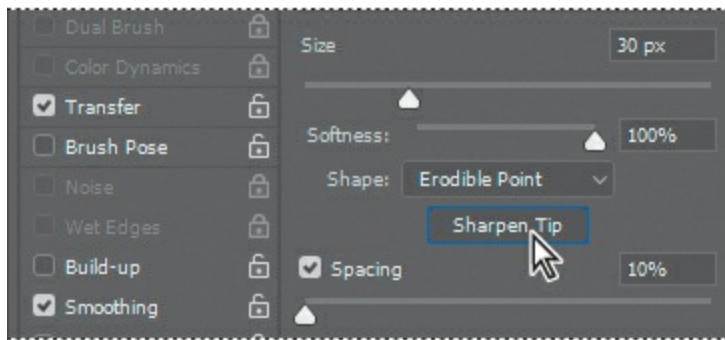 Dual Brush
Color Dynamics
Transfer
Brush Pose
Noise
Wet Edges
Build-up
Smoothing
Size 30 px
Softness: 100%
Shape: Erodible Point
Sharpen Tip
Spacing 10%